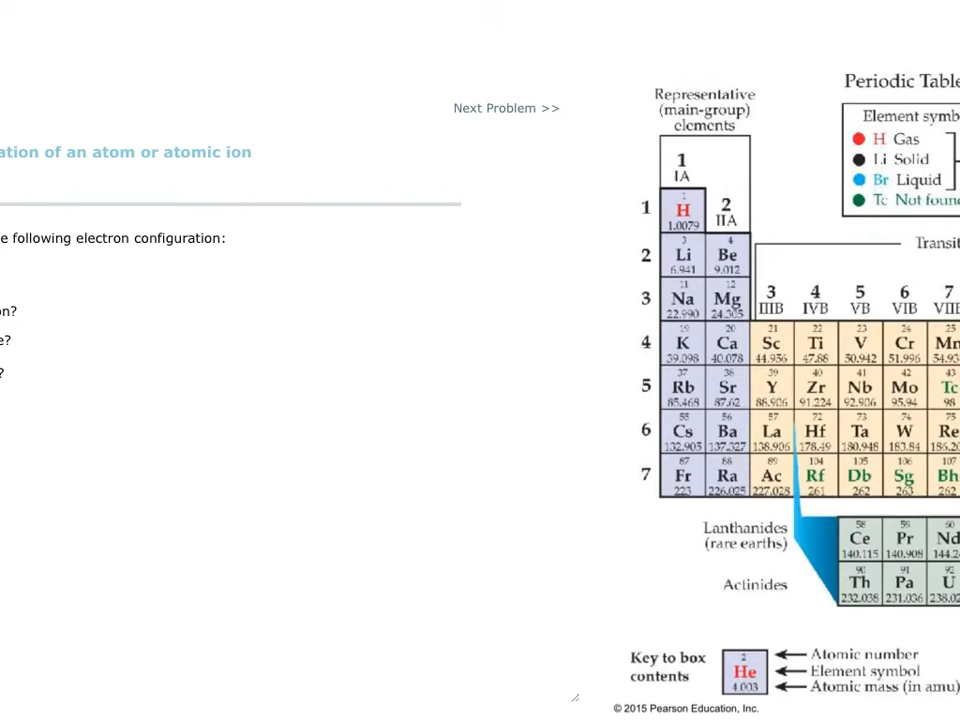 Next Problem >>
ation of an atom or atomic ion
e following electron configuration:
on?
e?
?
Periodic Table
Representative
(main-group)
elements
Element symb
H Gas
Li Solid
Br Liquid
Tc Not foun
1
IA
2
IIA
Transit
3 4 5 6 7
IIIB IVB VB VIB VIIB
1
1
H
1.0079
2
3 4
Li Be
6.941 9.012
3
11 12
Na Mg
22.990 24.305
4
19 20 21 22 23 24 25
K Ca Sc Ti V Cr Mn
39.098 40.078 44.956 47.88 50.942 51.996 54.93
5
37 38 39 40 41 42 43
Rb Sr Y Zr Nb Mo Tc
85.468 87.62 88.906 91.224 92.906 95.94 98
6
55 56 57 72 73 74 75
Cs Ba La Hf Ta W Re
132.905 137.327 138.906 178.49 180.948 183.84 186.20
7
87 88 89 104 105 106 107
Fr Ra Ac Rf Db Sg Bh
223 226.025 227.028 261 262 263 262
Lanthanides
(rare earths)
58 59 60
Ce Pr Nd
140.115 140.908 144.2
Actinides
90 91 92
Th Pa U
232.038 231.036 238.02
Key to box
contents
2
He
4.003
Atomic number
Element symbol
Atomic mass (in amu)
© 2015 Pearson Education, Inc.